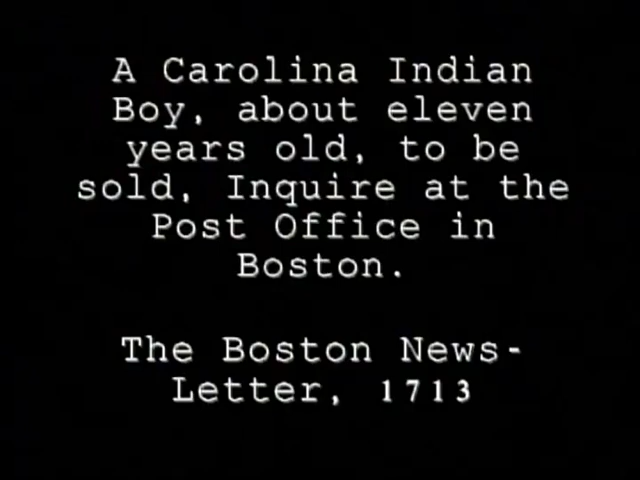 A Carolina Indian
Boy, about eleven
years old, to be
sold, Inquire at the
Post Office in
Boston.
The Boston News-
Letter, 1713